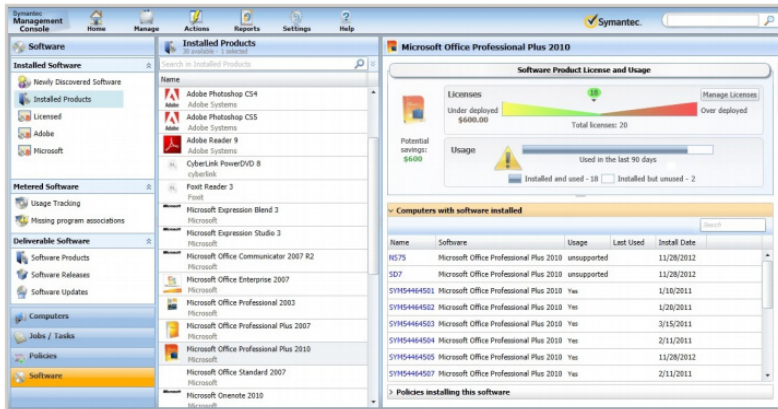 Symantec
Management
Console
Home
Manage
Actions
Reports
Settings
Help
Symantec.
Software
Installed Software
Newly Discovered Software
Installed Products
Licensed
Adobe
Microsoft
Metered Software
Usage Tracking
Missing program associations
Deliverable Software
Software Products
Software Releases
Software Updates
Computers
Jobs / Tasks
Policies
Software
Installed Products
30 available - 1 selected
Search in Installed Products
Name
Adobe Photoshop CS4
Adobe Systems
Adobe Photoshop CS5
Adobe Systems
Adobe Reader 9
Adobe Systems
CyberLink PowerDVD 8
cyberlink
Foxit Reader 3
Foxit
Microsoft Expression Blend 3
Microsoft
Microsoft Expression Studio 3
Microsoft
Microsoft Office Communicator 2007 R2
Microsoft
Microsoft Office Enterprise 2007
Microsoft
Microsoft Office Professional 2003
Microsoft
Microsoft Office Professional Plus 2007
Microsoft
Microsoft Office Professional Plus 2010
Microsoft
Microsoft Office Standard 2007
Microsoft
Microsoft Onenote 2010
Microsoft
Microsoft Office Professional Plus 2010
Software Product License and Usage
Licenses
18
Manage Licenses
Under deployed
$600.00
Over deployed
Total licenses: 20
Potential
savings:
$600
Usage
Used in the last 90 days
Installed and used - 18 Installed but unused - 2
Computers with software installed
Search
Name Software Usage Last Used Install Date
NS75 Microsoft Office Professional Plus 2010 unsupported 11/28/2012
SD7 Microsoft Office Professional Plus 2010 unsupported 11/28/2012
SYM54464501 Microsoft Office Professional Plus 2010 Yes 1/10/2011
SYM54464502 Microsoft Office Professional Plus 2010 Yes 1/20/2011
SYM54464503 Microsoft Office Professional Plus 2010 Yes 3/15/2011
SYM54464504 Microsoft Office Professional Plus 2010 Yes 2/11/2011
SYM54464505 Microsoft Office Professional Plus 2010 Yes 11/28/2012
SYM54464507 Microsoft Office Professional Plus 2010 Yes 2/11/2011
Policies installing this software